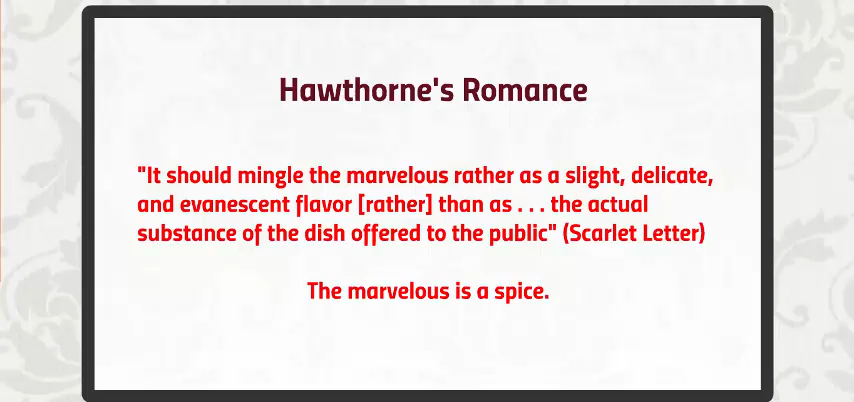 Hawthorne's Romance
"It should mingle the marvelous rather as a slight, delicate,
and evanescent flavor [rather] than as . . . the actual
substance of the dish offered to the public" (Scarlet Letter)
The marvelous is a spice.